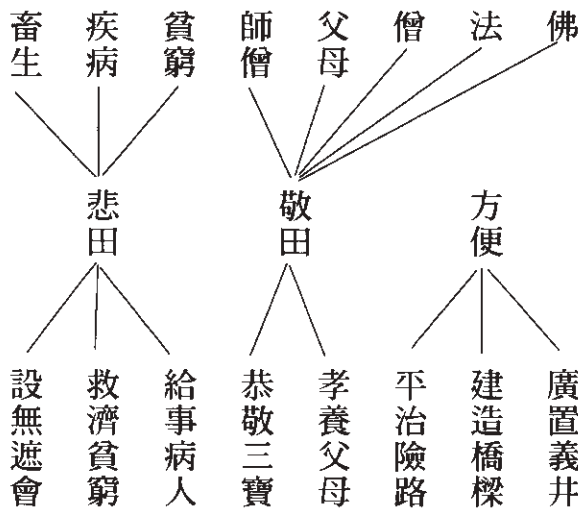 佛
法
僧
父母
師僧
貧窮
疾病
畜生
方便
敬田
悲田
廣置義井
建造橋樑
平治險路
孝養父母
恭敬三寶
給事病人
救濟貧窮
設無遮會